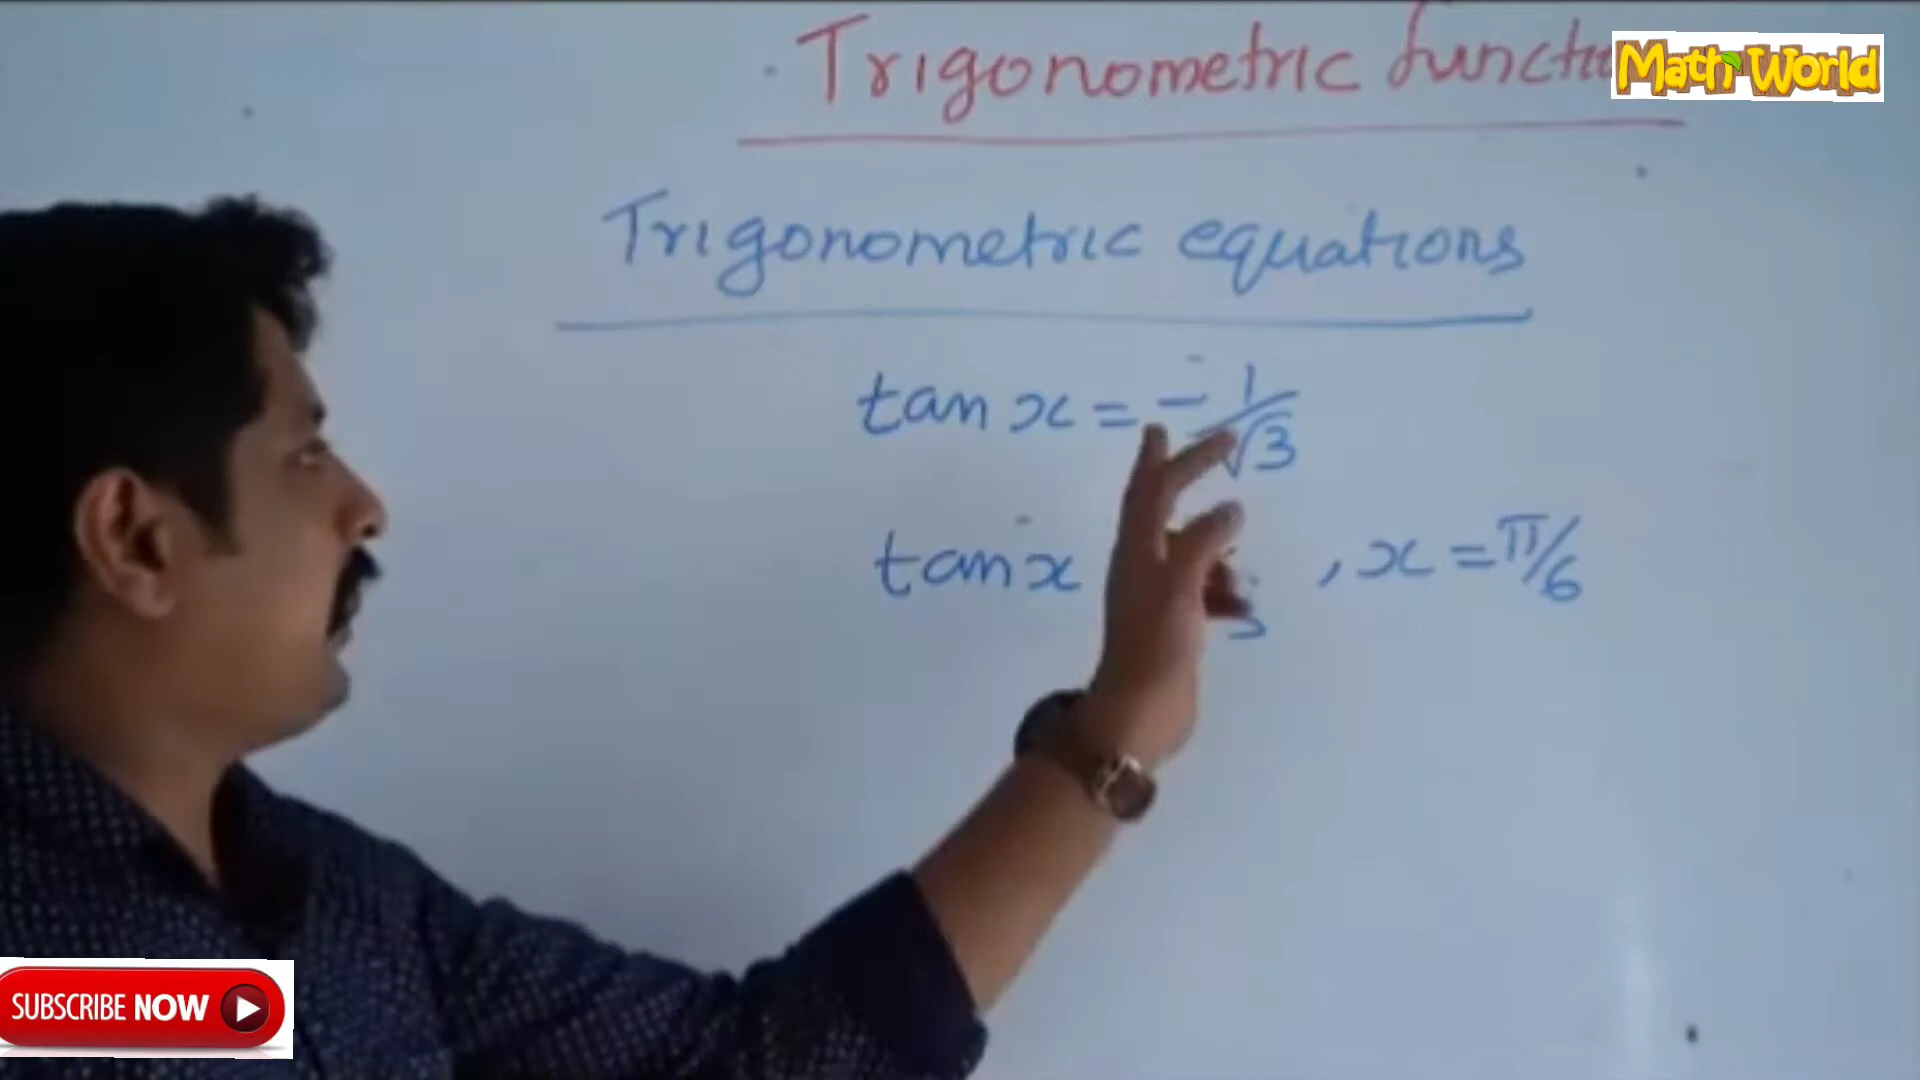 Trigonometric functi
Math World
Trigonometric equations
tan x = - 1/√3
tan x , x = π/6
SUBSCRIBE NOW